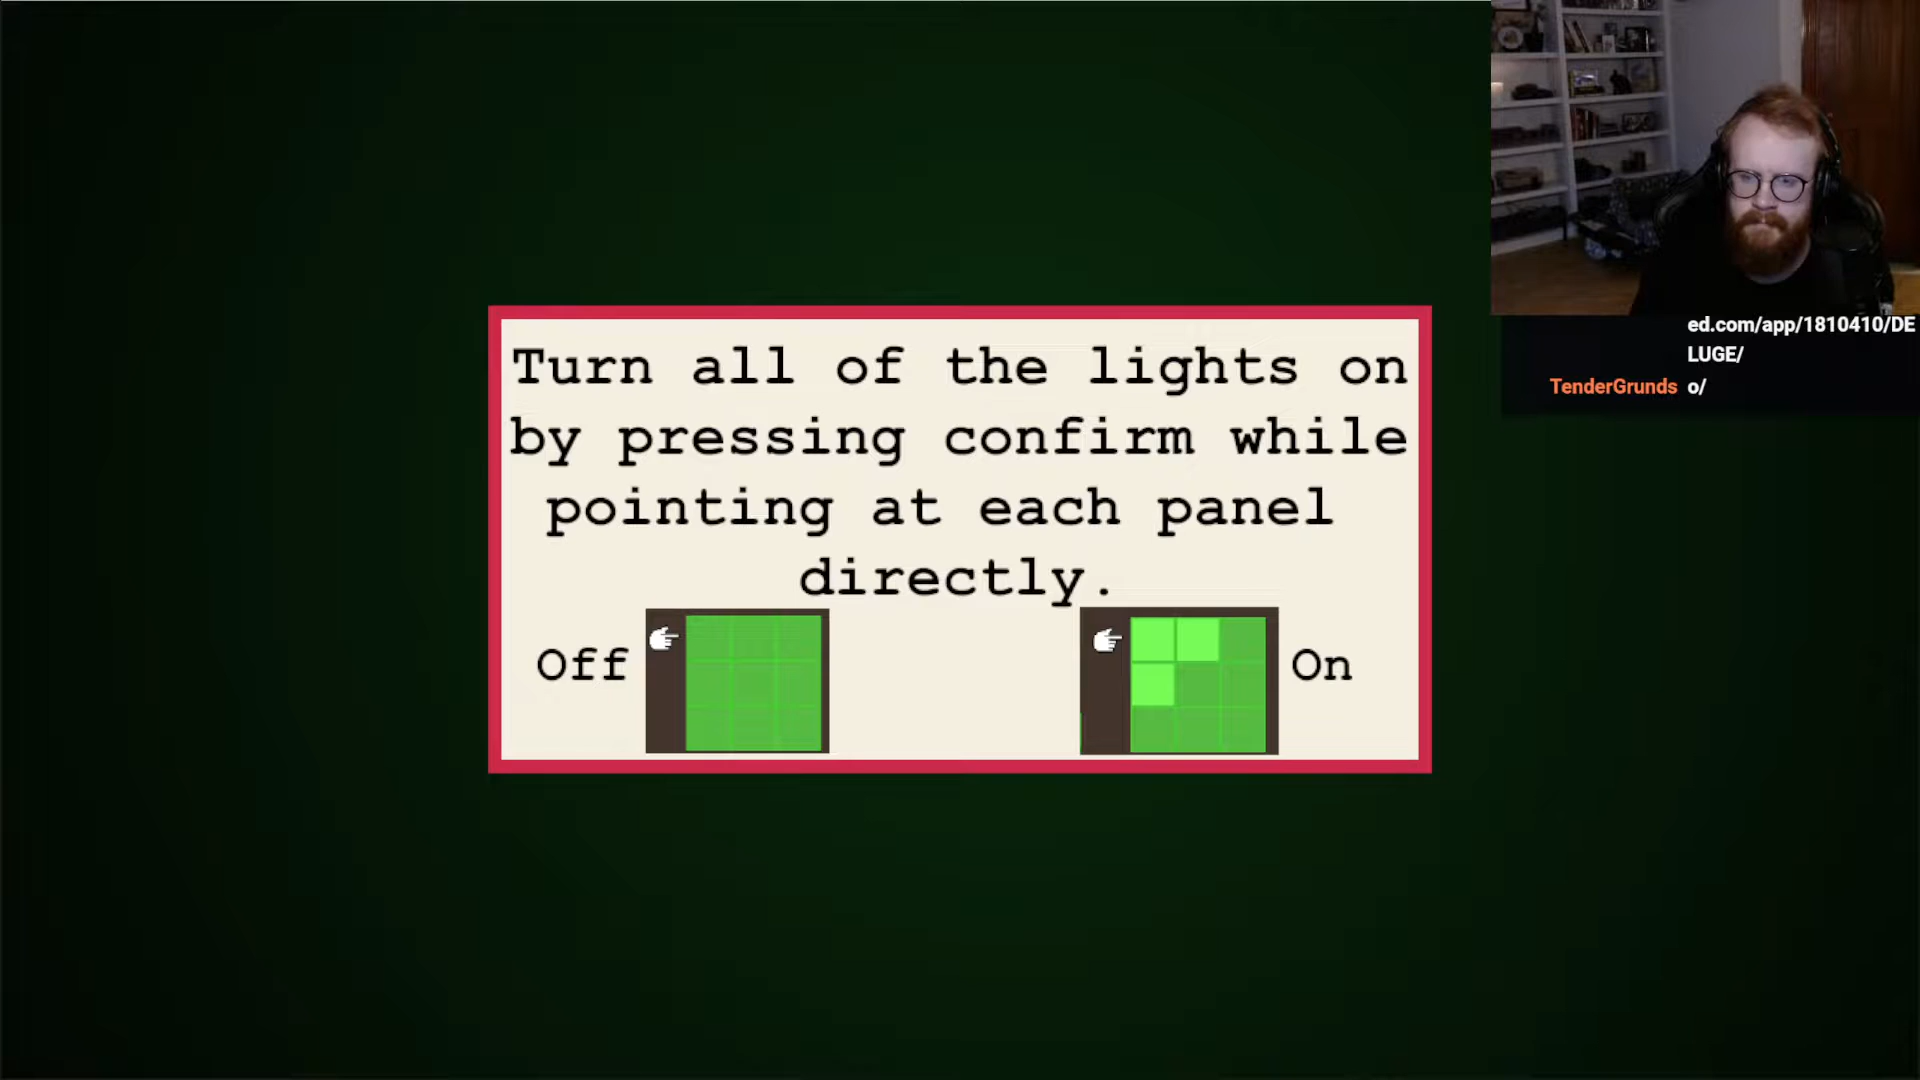 Turn all of the lights on
by pressing confirm while
pointing at each panel
directly.
Off
On
ed.com/app/1810410/DE
LUGE/
TenderGrunds o/